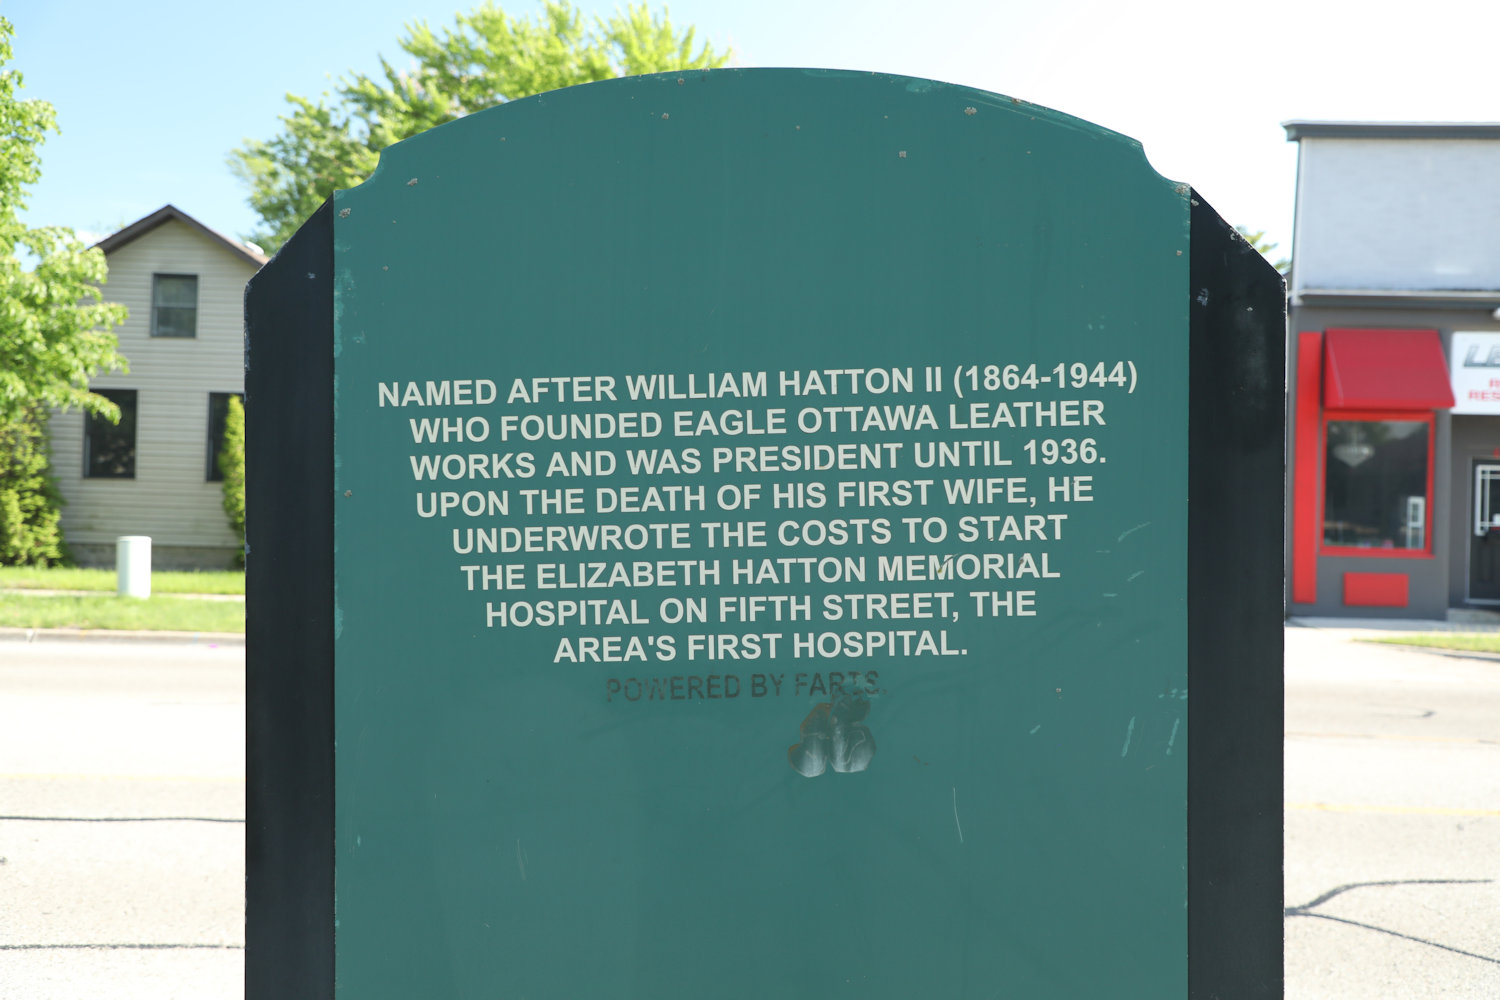 NAMED AFTER WILLIAM HATTON II (1864-1944)
WHO FOUNDED EAGLE OTTAWA LEATHER
WORKS AND WAS PRESIDENT UNTIL 1936.
UPON THE DEATH OF HIS FIRST WIFE, HE
UNDERWROTE THE COSTS TO START
THE ELIZABETH HATTON MEMORIAL
HOSPITAL ON FIFTH STREET, THE
AREA'S FIRST HOSPITAL.
POWERED BY FARTS.